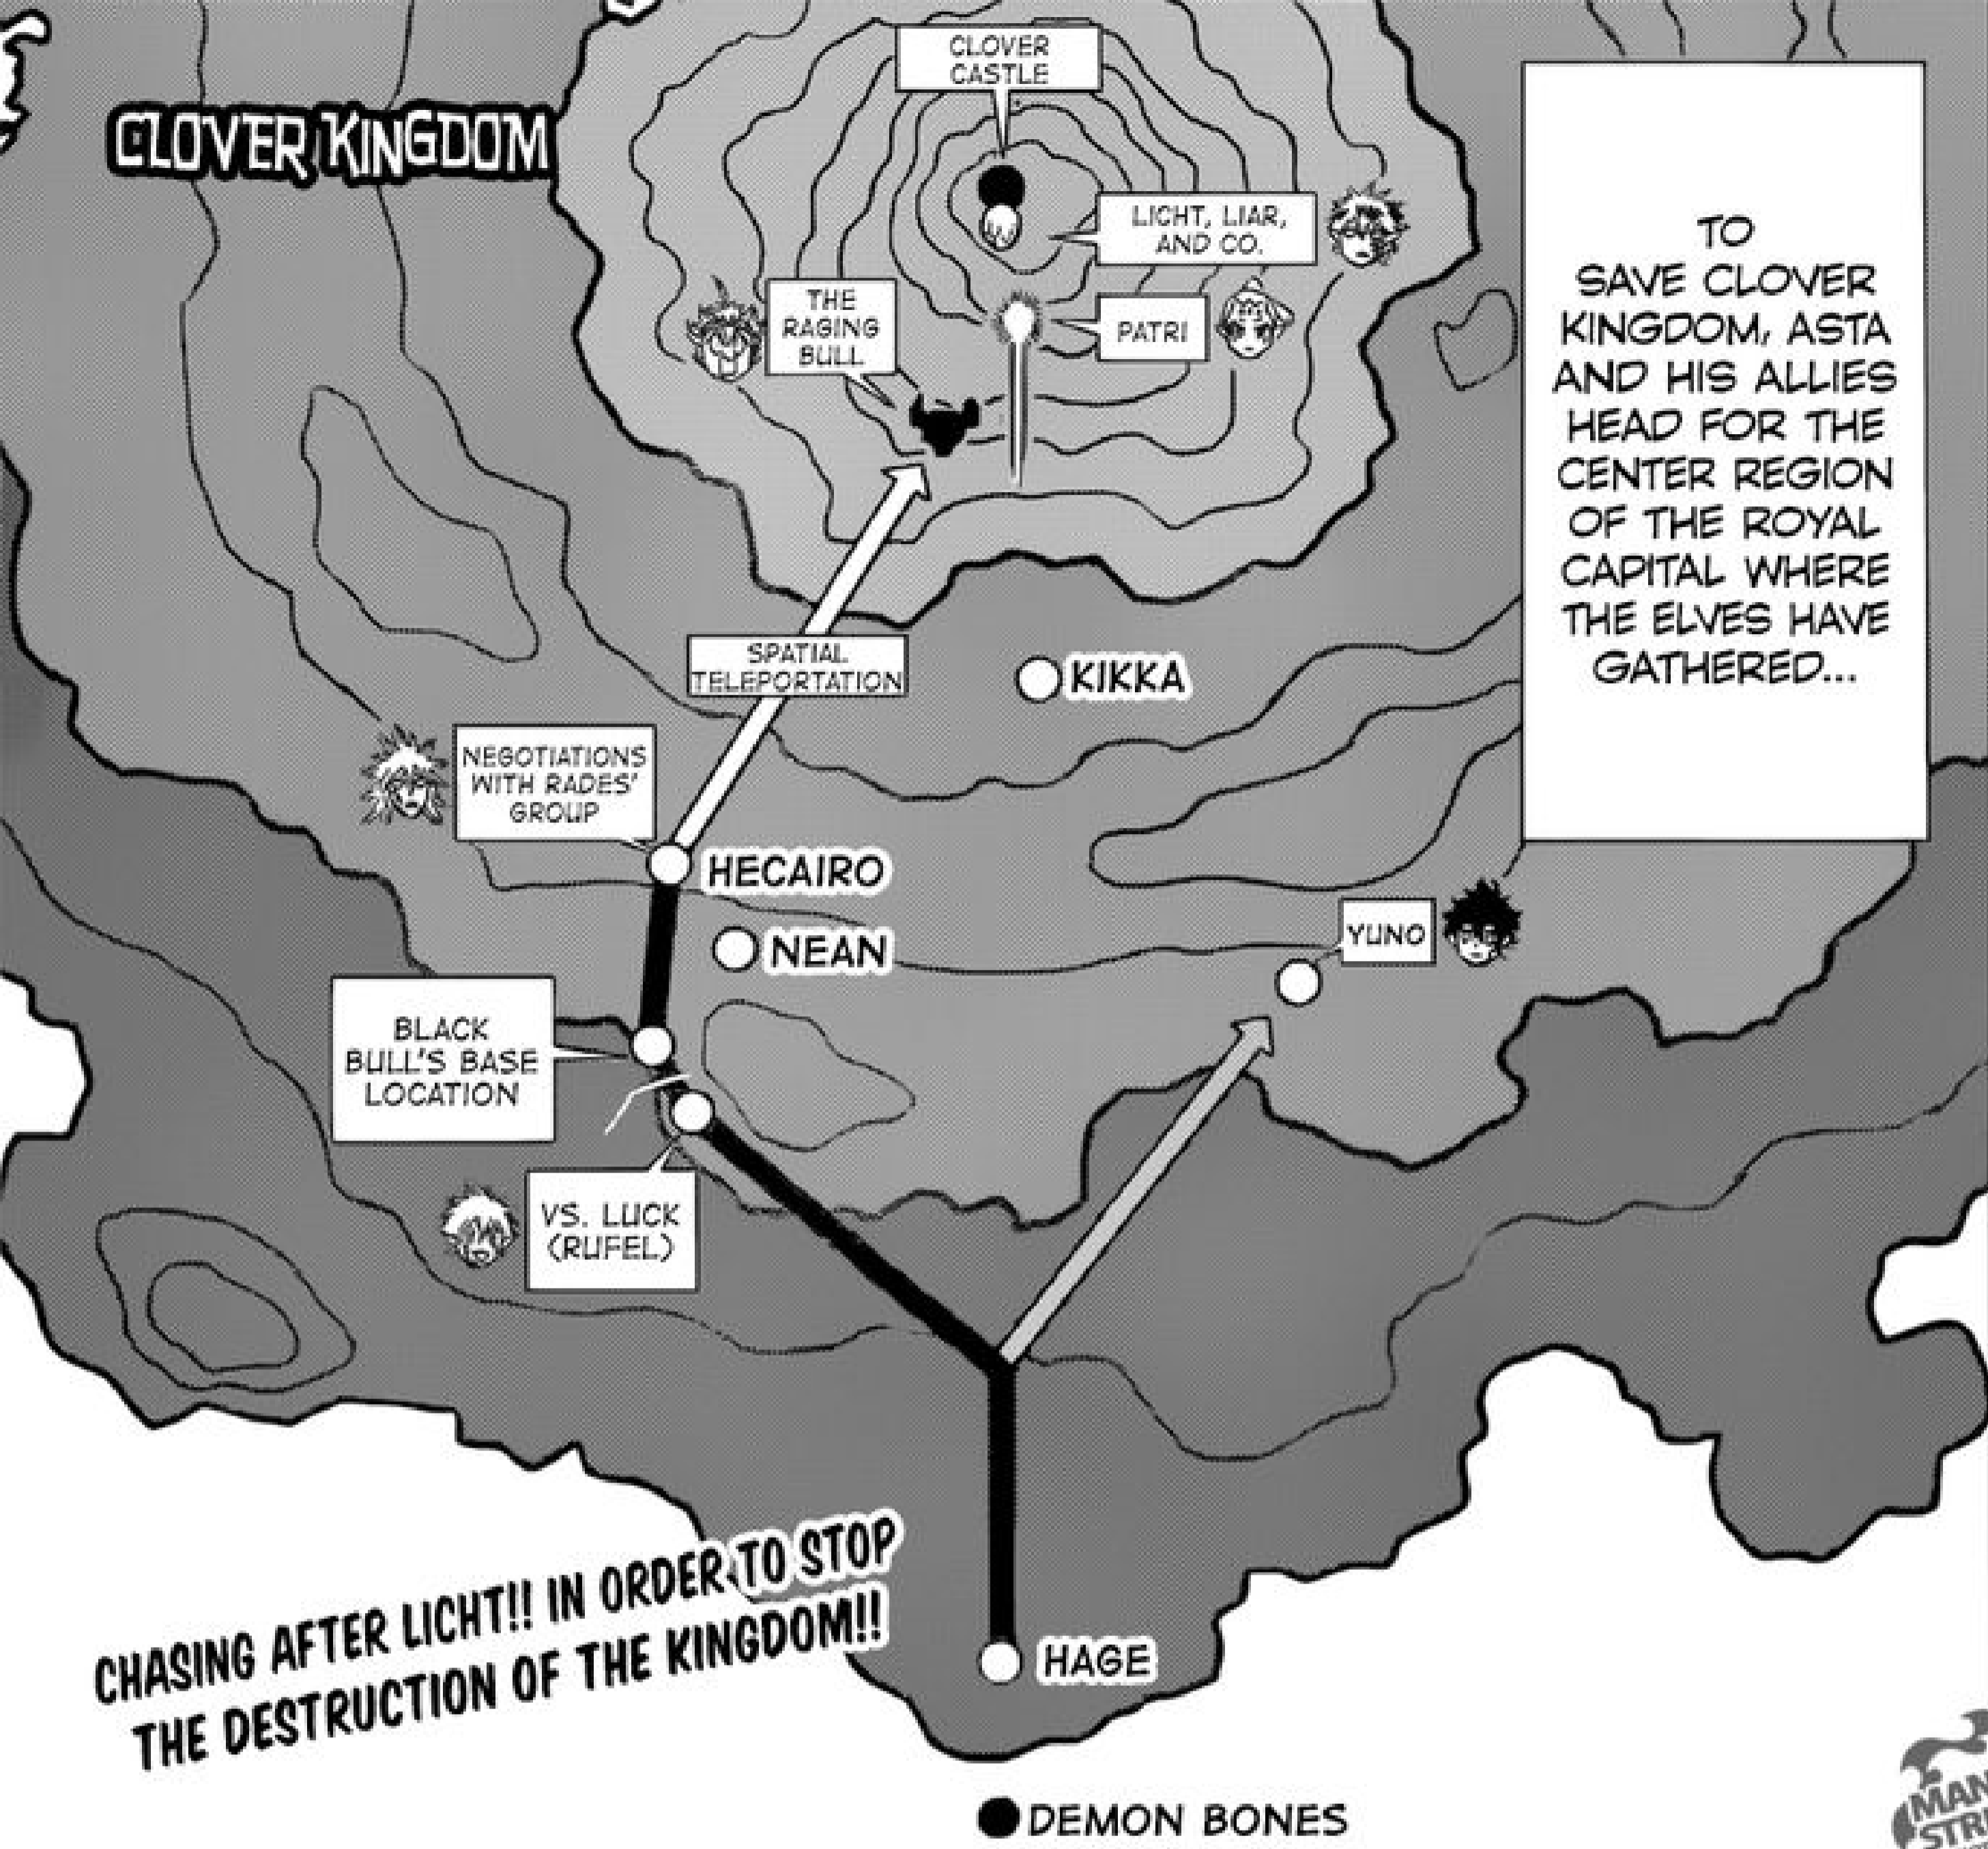 CLOVER
CASTLE
CLOVER KINGDOM
LICHT, LIAR,
AND CO.
THE
RAGING
BULL
PATRI
TO
SAVE CLOVER
KINGDOM, ASTA
AND HIS ALLIES
HEAD FOR THE
CENTER REGION
OF THE ROYAL
CAPITAL WHERE
THE ELVES HAVE
GATHERED...
SPATIAL
TELEPORTATION
KIKKA
NEGOTIATIONS
WITH RADES'
GROUP
HECAIRO
NEAN
YUNO
BLACK
BULL'S BASE
LOCATION
VS. LUCK
(RUFEL)
CHASING AFTER LICHT!! IN ORDER TO STOP
THE DESTRUCTION OF THE KINGDOM!!
HAGE
DEMON BONES